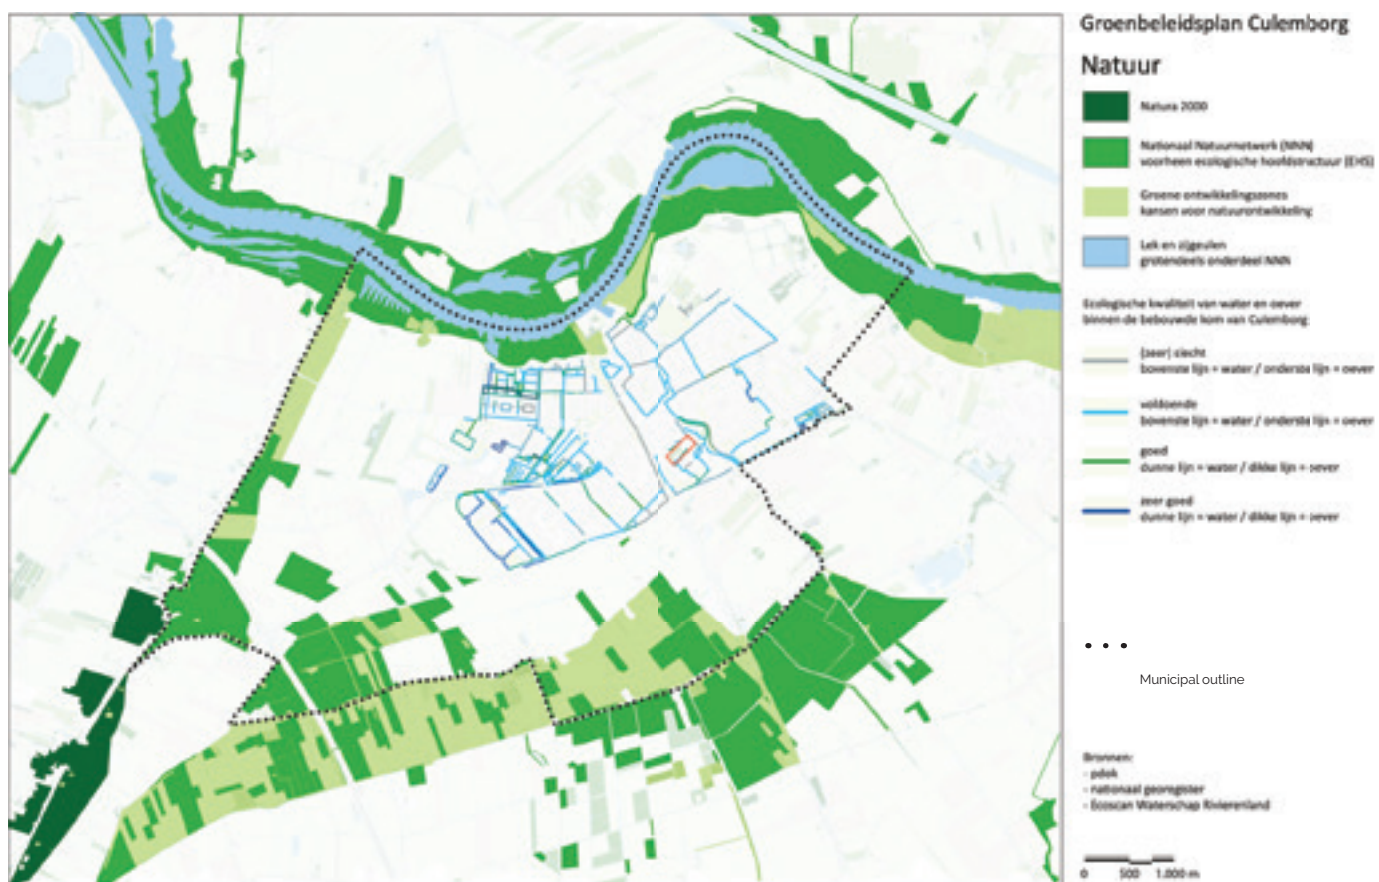 Groenbeleidsplan Culemborg
Natuur
Natura 2000
Nationaal Natuurnetwerk (NNN)
voorheen ecologische hoofdstructuur (EHS)
Groene ontwikkelingszones
kansen voor natuurontwikkeling
Lek en zijgeulen
grotendeels onderdeel NNN
Ecologische kwaliteit van water en oever
binnen de bebouwde kom van Culemborg
(zeer) slecht
bovenste lijn = water / onderste lijn = oever
voldoende
bovenste lijn = water / onderste lijn = oever
goed
dunne lijn = water / dikke lijn = oever
zeer goed
dunne lijn = water / dikke lijn = oever
Municipal outline
Bronnen:
- pdok
- nationaal georegister
- Ecoscan Waterschap Rivierenland
0 500 1.000 m